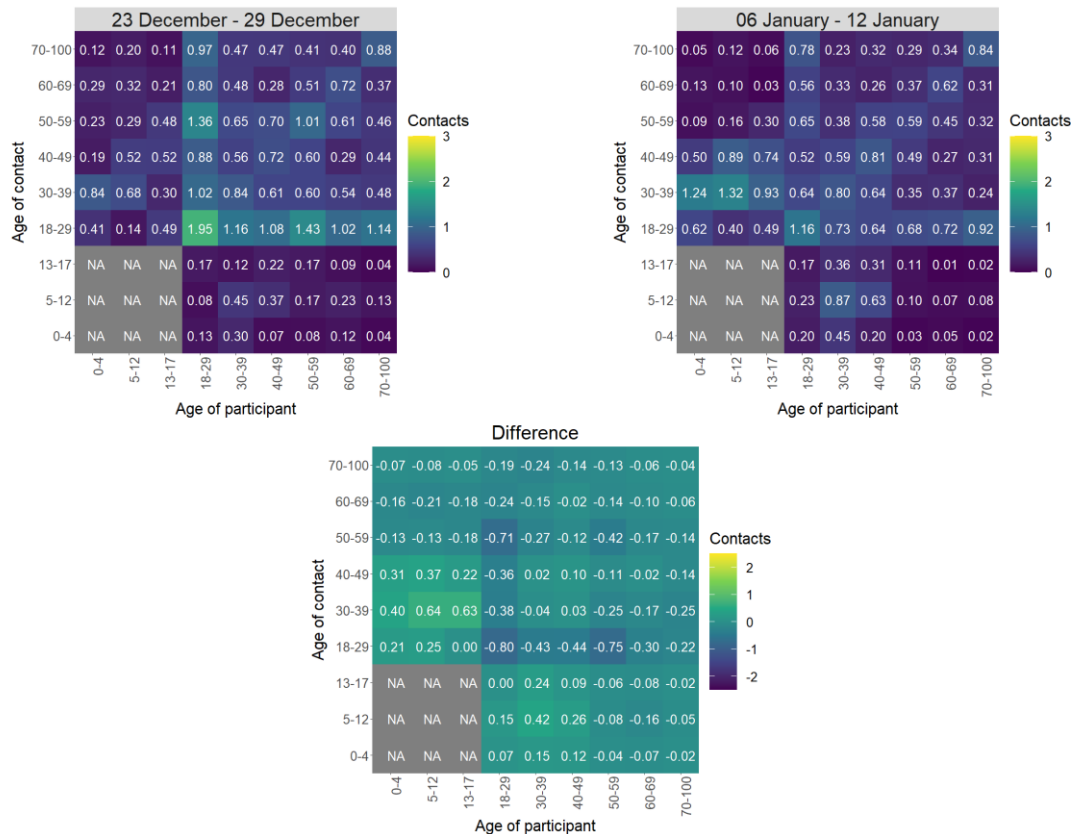 23 December - 29 December
70-100 0.12 0.20 0.11 0.97 0.47 0.47 0.41 0.40 0.88
60-69 0.29 0.32 0.21 0.80 0.48 0.28 0.51 0.72 0.37
50-59 0.23 0.29 0.48 1.36 0.65 0.70 1.01 0.61 0.46
40-49 0.19 0.52 0.52 0.88 0.56 0.72 0.60 0.29 0.44
30-39 0.84 0.68 0.30 1.02 0.84 0.61 0.60 0.54 0.48
18-29 0.41 0.14 0.49 1.95 1.16 1.08 1.43 1.02 1.14
13-17 NA NA NA 0.17 0.12 0.22 0.17 0.09 0.04
5-12 NA NA NA 0.08 0.45 0.37 0.17 0.23 0.13
0-4 NA NA NA 0.13 0.30 0.07 0.08 0.12 0.04
0-4 5-12 13-17 18-29 30-39 40-49 50-59 60-69 70-100
Age of participant
Age of contact
Contacts
3
2
1
0
06 January - 12 January
70-100 0.05 0.12 0.06 0.78 0.23 0.32 0.29 0.34 0.84
60-69 0.13 0.10 0.03 0.56 0.33 0.26 0.37 0.62 0.31
50-59 0.09 0.16 0.30 0.65 0.38 0.58 0.59 0.45 0.32
40-49 0.50 0.89 0.74 0.52 0.59 0.81 0.49 0.27 0.31
30-39 1.24 1.32 0.93 0.64 0.80 0.64 0.35 0.37 0.24
18-29 0.62 0.40 0.49 1.16 0.73 0.64 0.68 0.72 0.92
13-17 NA NA NA 0.17 0.36 0.31 0.11 0.01 0.02
5-12 NA NA NA 0.23 0.87 0.63 0.10 0.07 0.08
0-4 NA NA NA 0.20 0.45 0.20 0.03 0.05 0.02
0-4 5-12 13-17 18-29 30-39 40-49 50-59 60-69 70-100
Age of participant
Age of contact
Contacts
3
2
1
0
Difference
70-100 -0.07 -0.08 -0.05 -0.19 -0.24 -0.14 -0.13 -0.06 -0.04
60-69 -0.16 -0.21 -0.18 -0.24 -0.15 -0.02 -0.14 -0.10 -0.06
50-59 -0.13 -0.13 -0.18 -0.71 -0.27 -0.12 -0.42 -0.17 -0.14
40-49 0.31 0.37 0.22 -0.36 0.02 0.10 -0.11 -0.02 -0.14
30-39 0.40 0.64 0.63 -0.38 -0.04 0.03 -0.25 -0.17 -0.25
18-29 0.21 0.25 0.00 -0.80 -0.43 -0.44 -0.75 -0.30 -0.22
13-17 NA NA NA 0.00 0.24 0.09 -0.06 -0.08 -0.02
5-12 NA NA NA 0.15 0.42 0.26 -0.08 -0.16 -0.05
0-4 NA NA NA 0.07 0.15 0.12 -0.04 -0.07 -0.02
0-4 5-12 13-17 18-29 30-39 40-49 50-59 60-69 70-100
Age of participant
Age of contact
Contacts
2
1
0
-1
-2